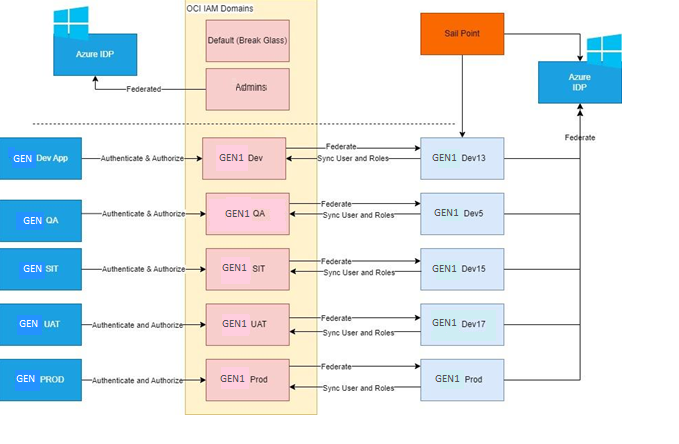 OCI IAM Domains
Default (Break Glass)
Sail Point
Azure IDP
Azure
IDP
Admins
Federated
Federate
GEN Dev App
Authenticate & Authorize
GEN1 Dev
Federate
Sync User and Roles
GEN1 Dev13
GEN QA
Authenticate & Authorize
GEN1 QA
Federate
Sync User and Roles
GEN1 Dev5
GEN SIT
Authenticate & Authorize
GEN1 SIT
Federate
Sync User and Roles
GEN1 Dev15
GEN UAT
Authenticate and Authorize
GEN1 UAT
Federate
Sync User and Roles
GEN1 Dev17
GEN PROD
Authenticate and Authorize
GEN1 Prod
Federate
Sync User and Roles
GEN1 Prod